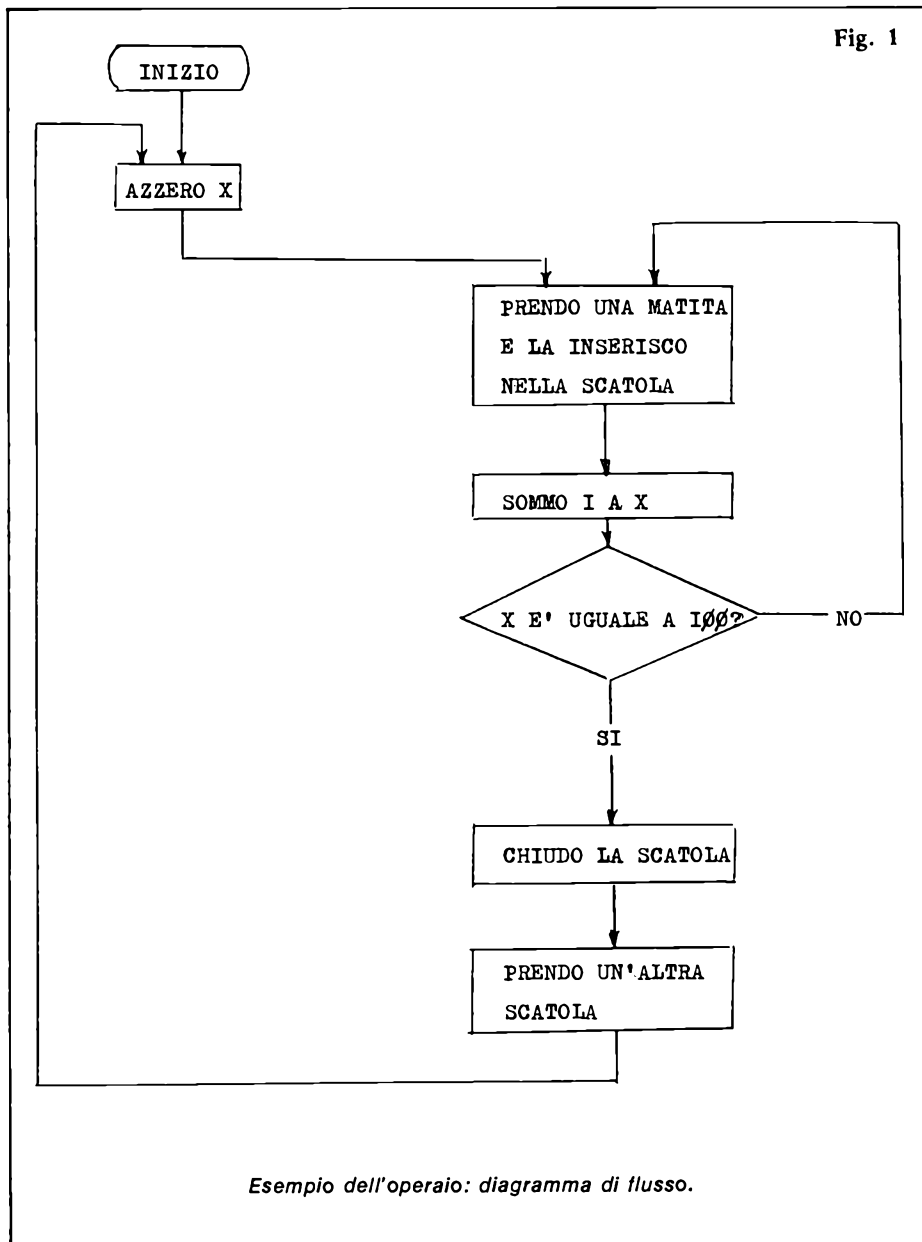 Fig. 1
INIZIO
AZZERO X
PRENDO UNA MATITA
E LA INSERISCO
NELLA SCATOLA
SOMMO I A X
X E' UGUALE A IØØ?
NO
SI
CHIUDO LA SCATOLA
PRENDO UN'ALTRA
SCATOLA
Esempio dell'operaio: diagramma di flusso.